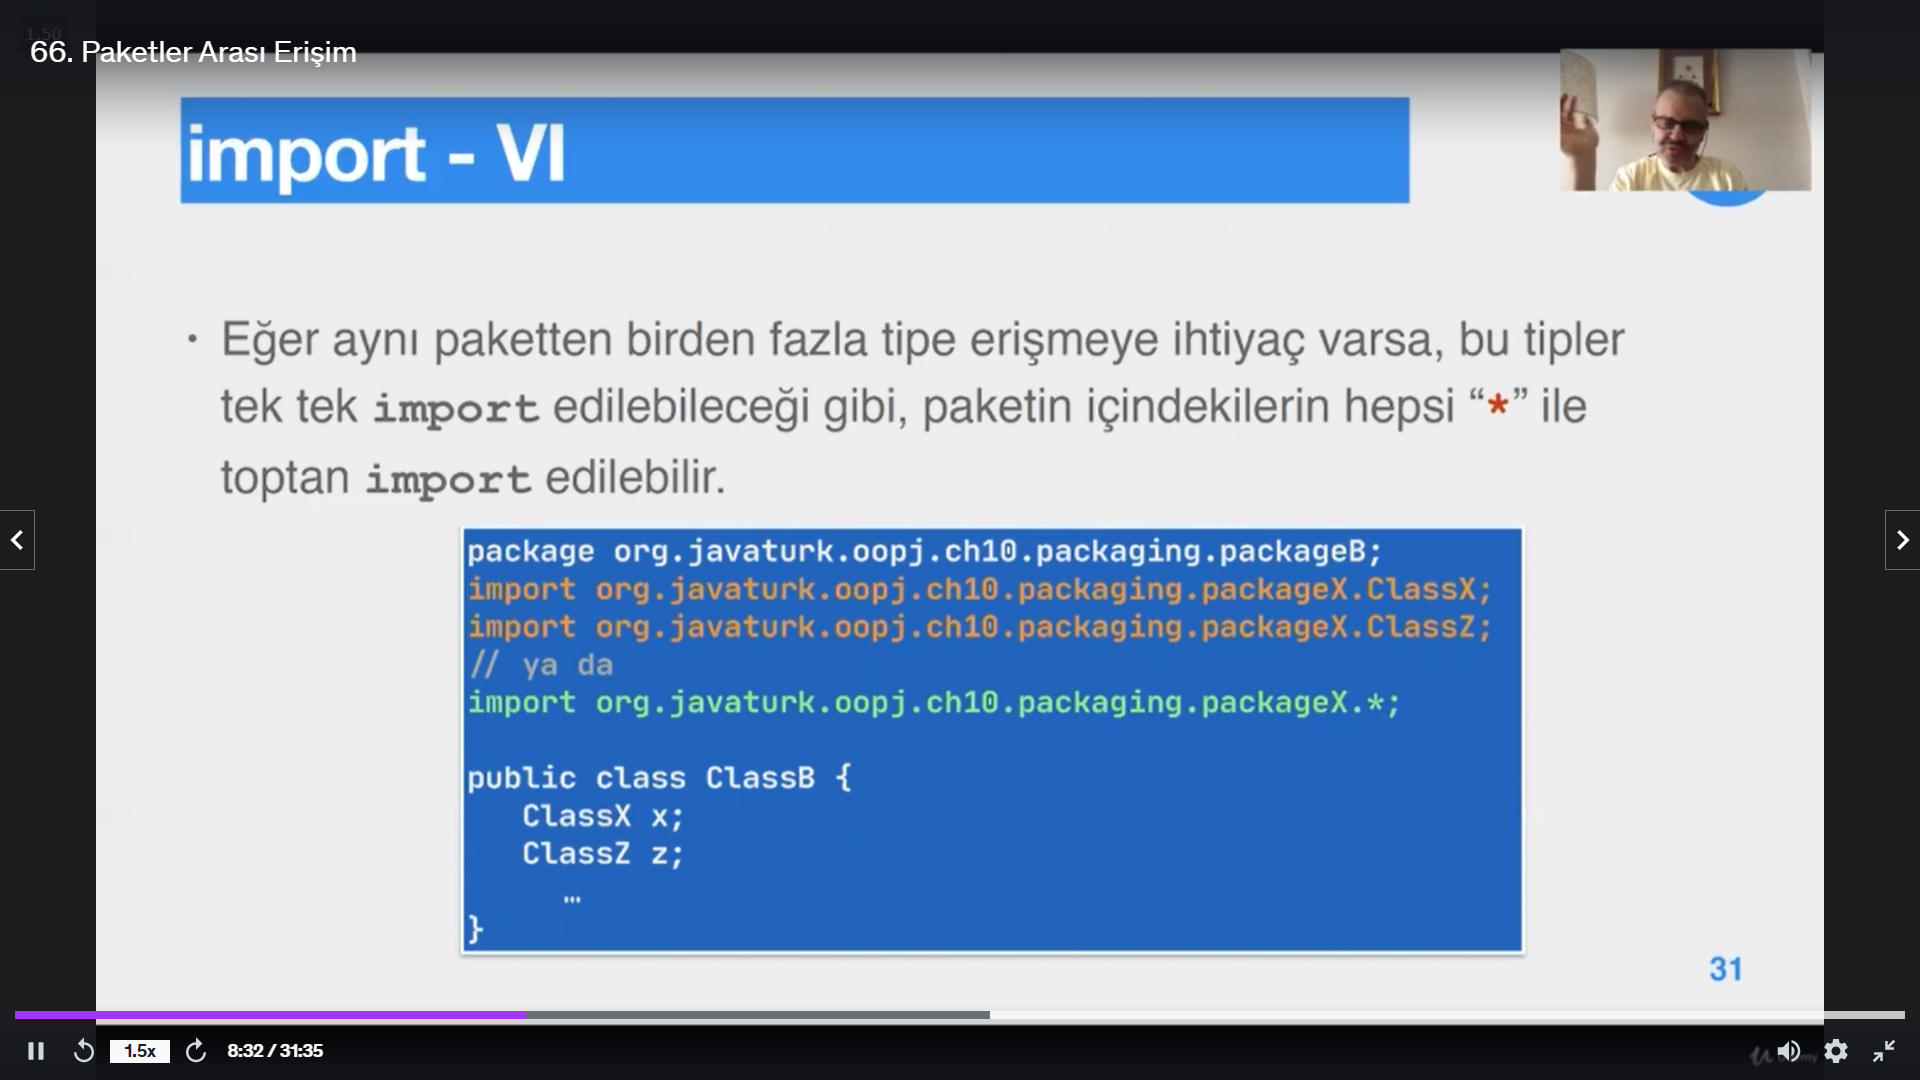 1.50
66. Paketler Arası Erişim
import - VI
• Eğer aynı paketten birden fazla tipe erişmeye ihtiyaç varsa, bu tipler
tek tek import edilebileceği gibi, paketin içindekilerin hepsi “*” ile
toptan import edilebilir.
package org.javaturk.oopj.ch10.packaging.packageB;
import org.javaturk.oopj.ch10.packaging.packageX.ClassX;
import org.javaturk.oopj.ch10.packaging.packageX.ClassZ;
// ya da
import org.javaturk.oopj.ch10.packaging.packageX.*;
public class ClassB {
ClassX x;
ClassZ z;
…
}
31
1.5x
8:32 / 31:35